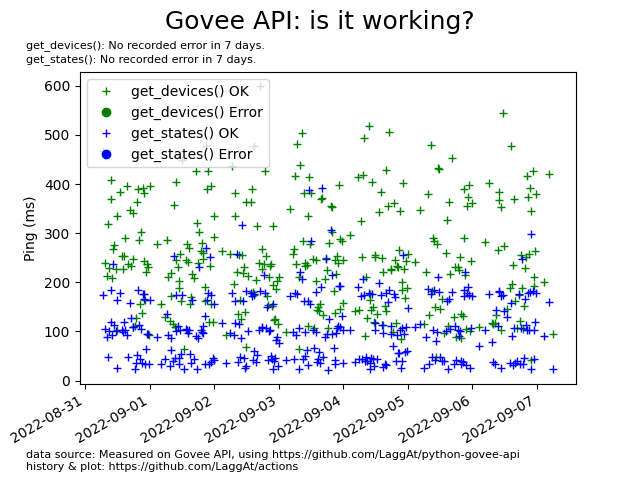 Govee API: is it working?
get_devices(): No recorded error in 7 days.
get_states(): No recorded error in 7 days.
get_devices() OK
get_devices() Error
get_states() OK
get_states() Error
600
500
400
300
200
100
0
Ping (ms)
2022-08-31
2022-09-01
2022-09-02
2022-09-03
2022-09-04
2022-09-05
2022-09-06
2022-09-07
data source: Measured on Govee API, using https://github.com/LaggAt/python-govee-api
history & plot: https://github.com/LaggAt/actions